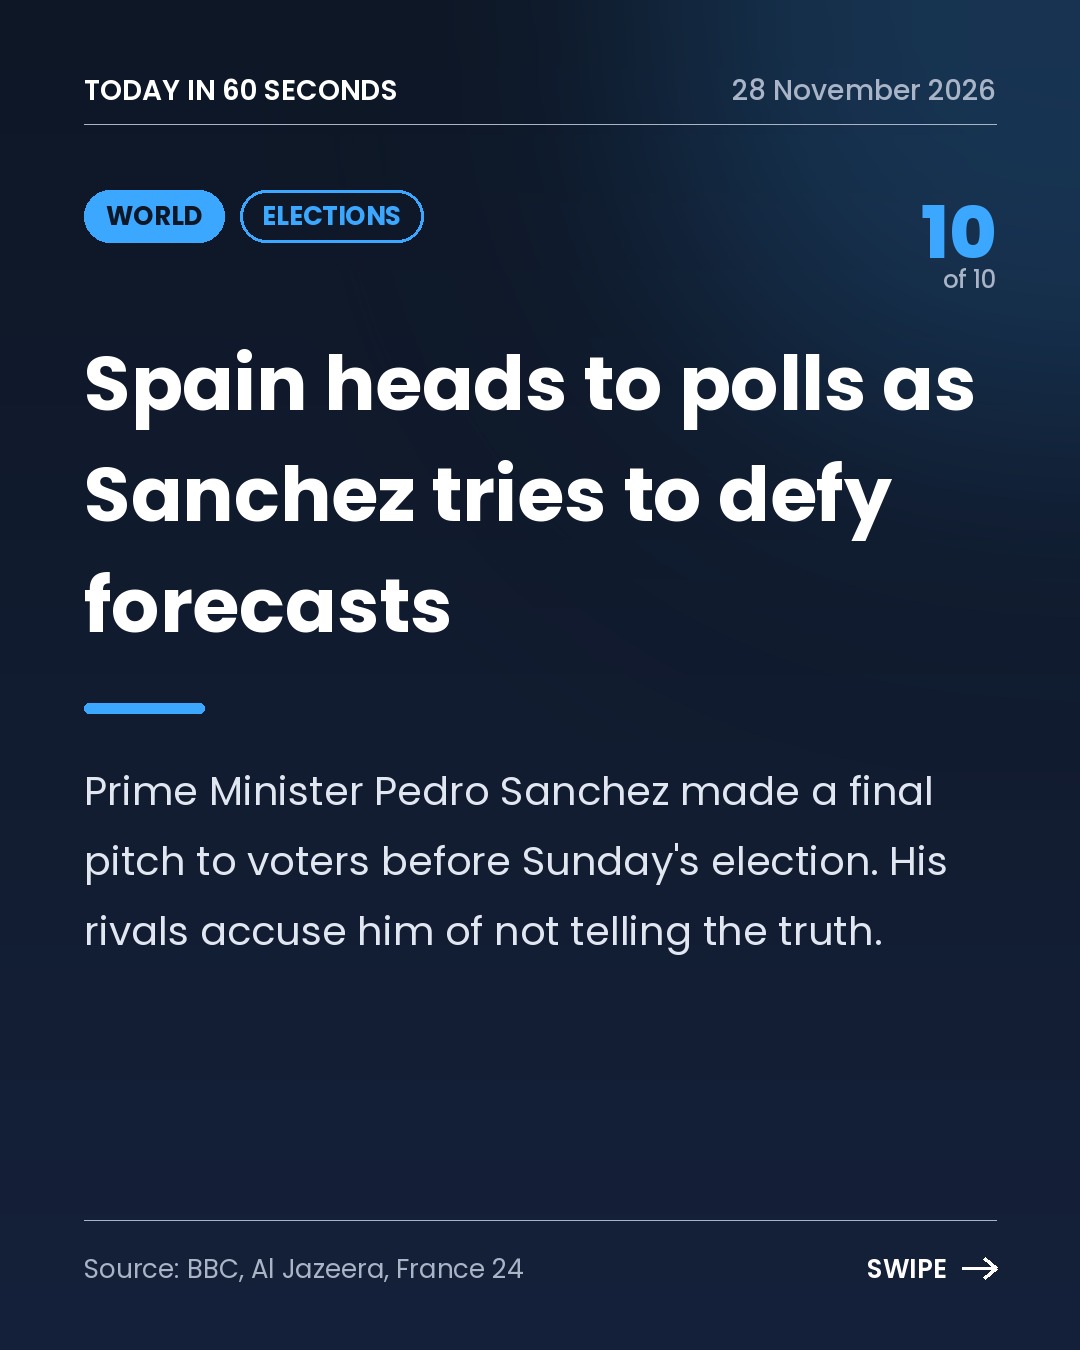 TODAY IN 60 SECONDS
28 November 2026
WORLD
ELECTIONS
10
of 10
Spain heads to polls as
Sanchez tries to defy
forecasts
Prime Minister Pedro Sanchez made a final
pitch to voters before Sunday's election. His
rivals accuse him of not telling the truth.
Source: BBC, Al Jazeera, France 24
SWIPE →